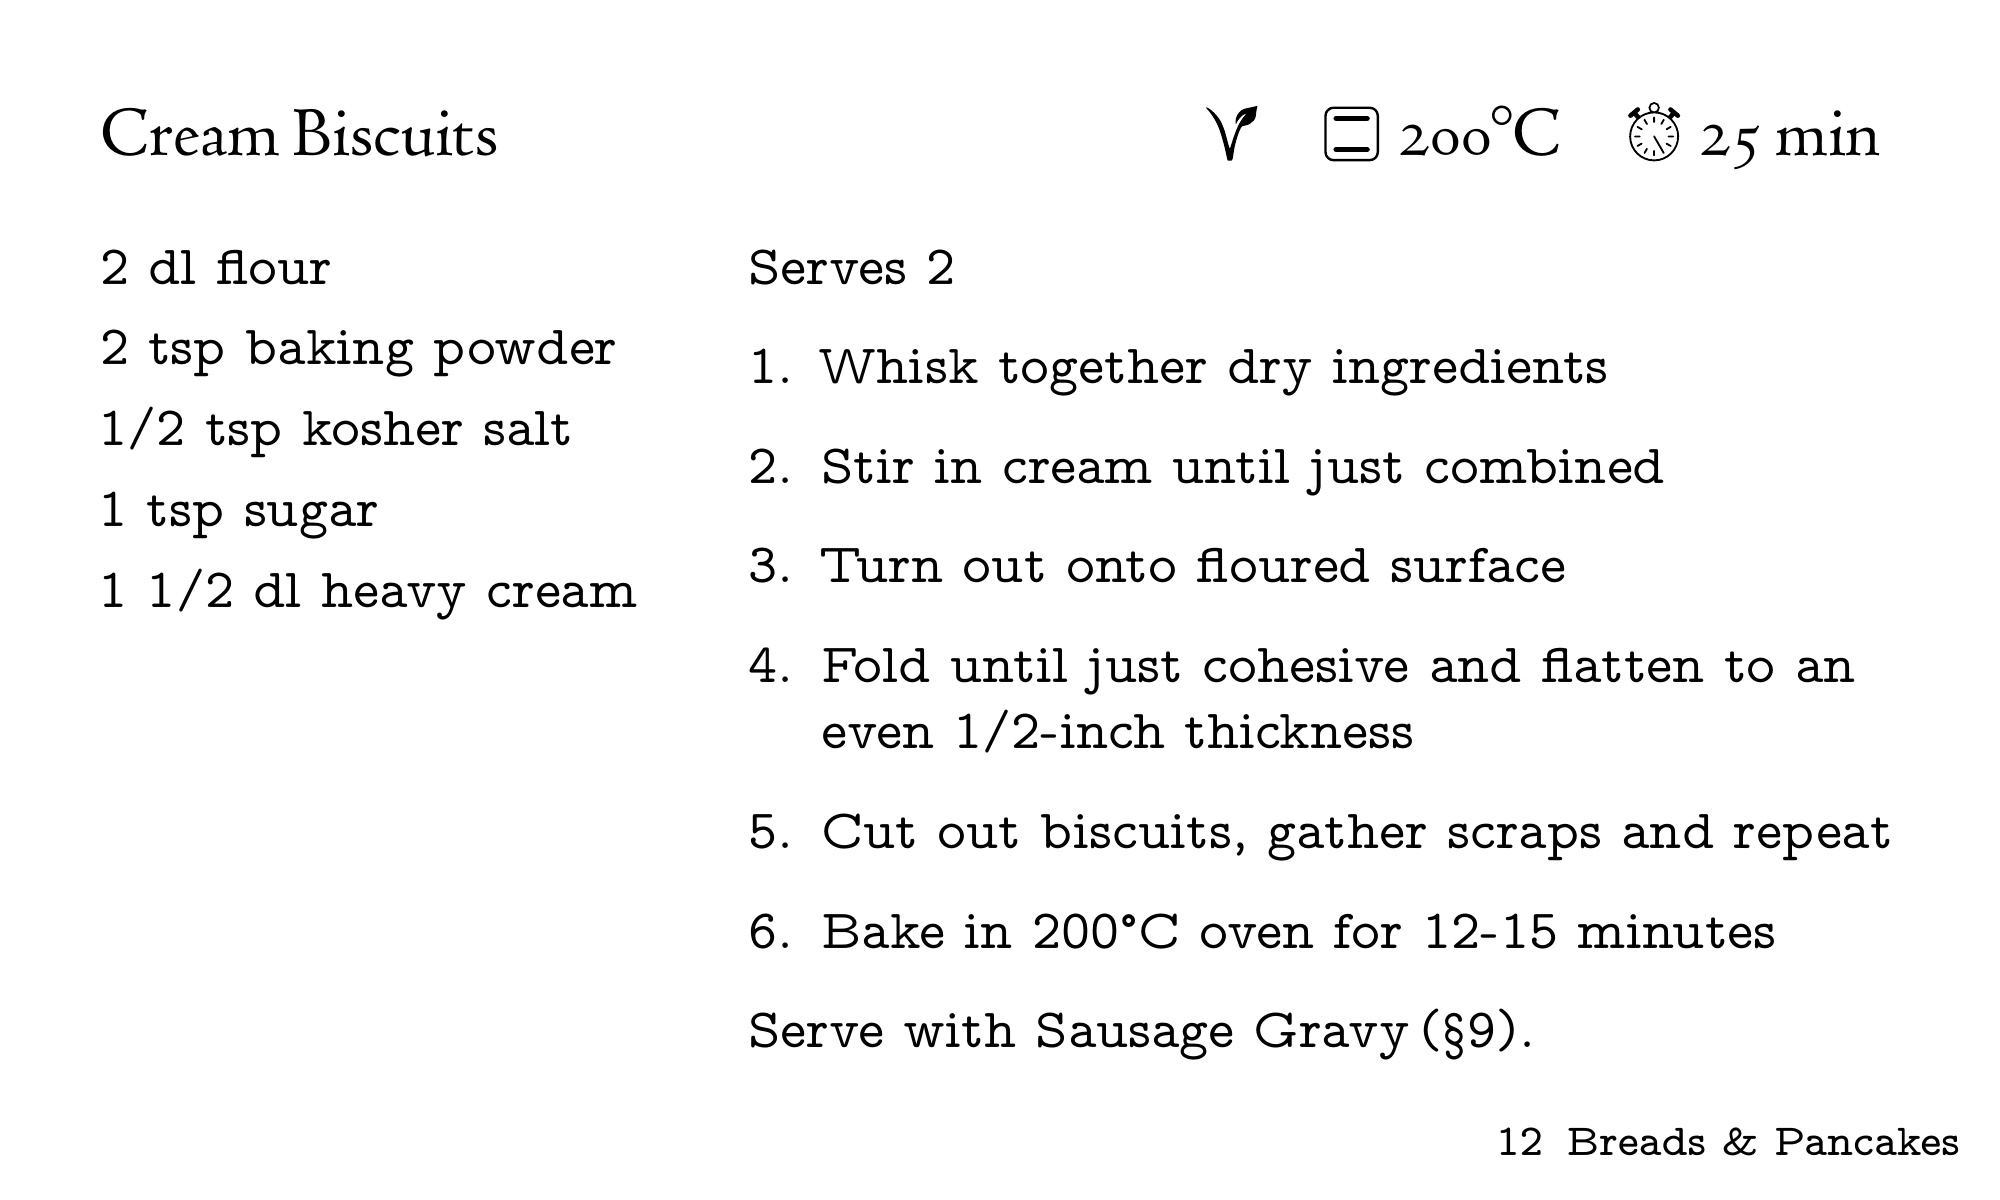 Cream Biscuits
200°C
25 min
2 dl flour
2 tsp baking powder
1/2 tsp kosher salt
1 tsp sugar
1 1/2 dl heavy cream
Serves 2
1. Whisk together dry ingredients
2. Stir in cream until just combined
3. Turn out onto floured surface
4. Fold until just cohesive and flatten to an
even 1/2-inch thickness
5. Cut out biscuits, gather scraps and repeat
6. Bake in 200°C oven for 12-15 minutes
Serve with Sausage Gravy (§9).
12 Breads & Pancakes